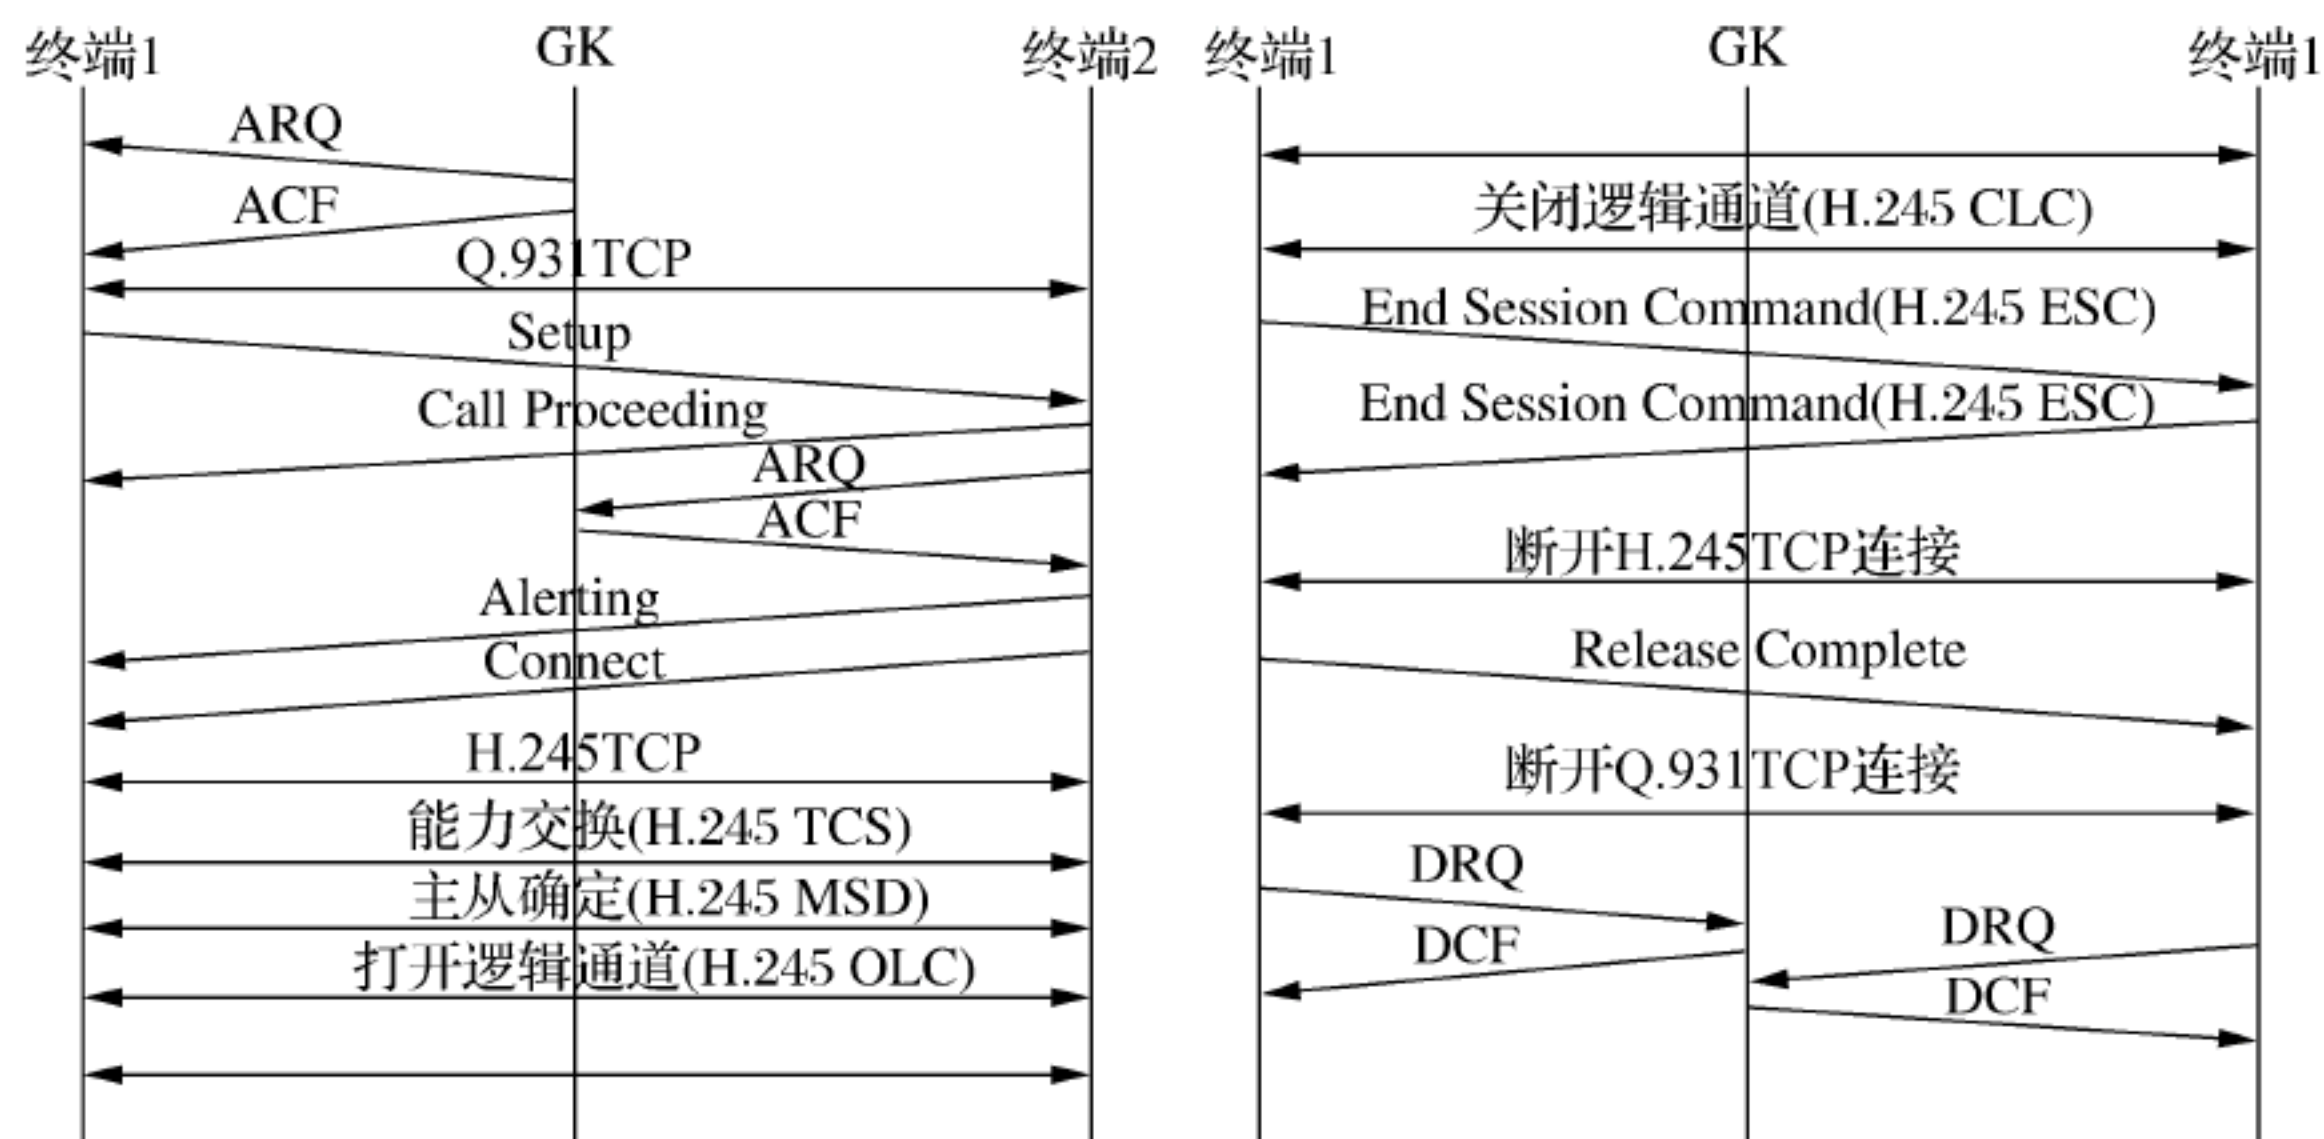 终端1
GK
终端2
ARQ
ACF
Q.931TCP
Setup
Call Proceeding
ARQ
ACF
Alerting
Connect
H.245TCP
能力交换(H.245 TCS)
主从确定(H.245 MSD)
打开逻辑通道(H.245 OLC)
终端1
GK
终端1
关闭逻辑通道(H.245 CLC)
End Session Command(H.245 ESC)
End Session Command(H.245 ESC)
断开H.245TCP连接
Release Complete
断开Q.931TCP连接
DRQ
DCF
DRQ
DCF